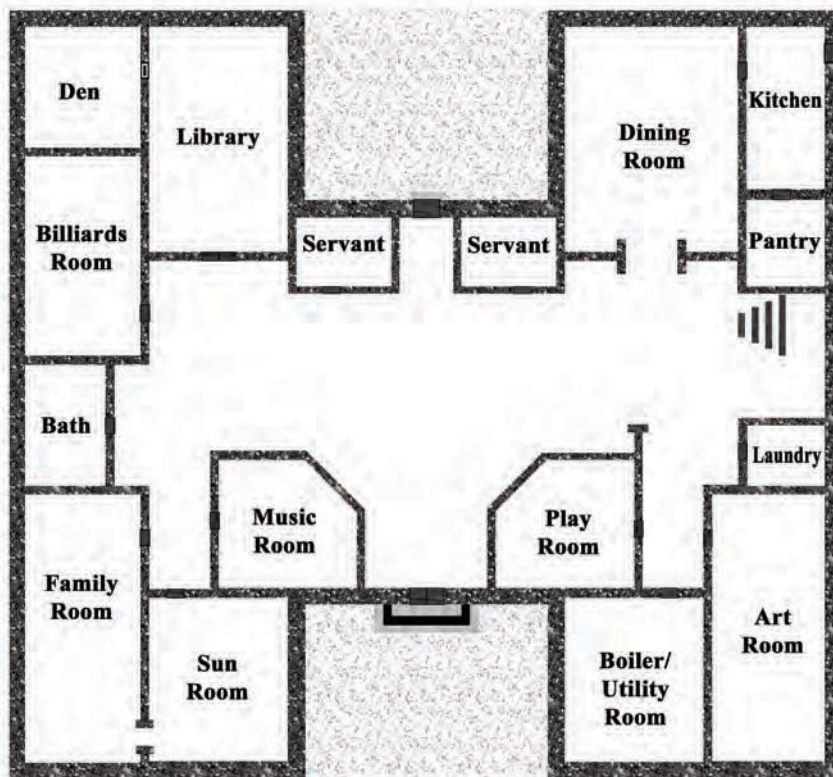 Den
Library
Dining
Room
Kitchen
Billiards
Room
Servant
Servant
Pantry
Bath
Laundry
Music
Room
Play
Room
Family
Room
Sun
Room
Boiler/
Utility
Room
Art
Room